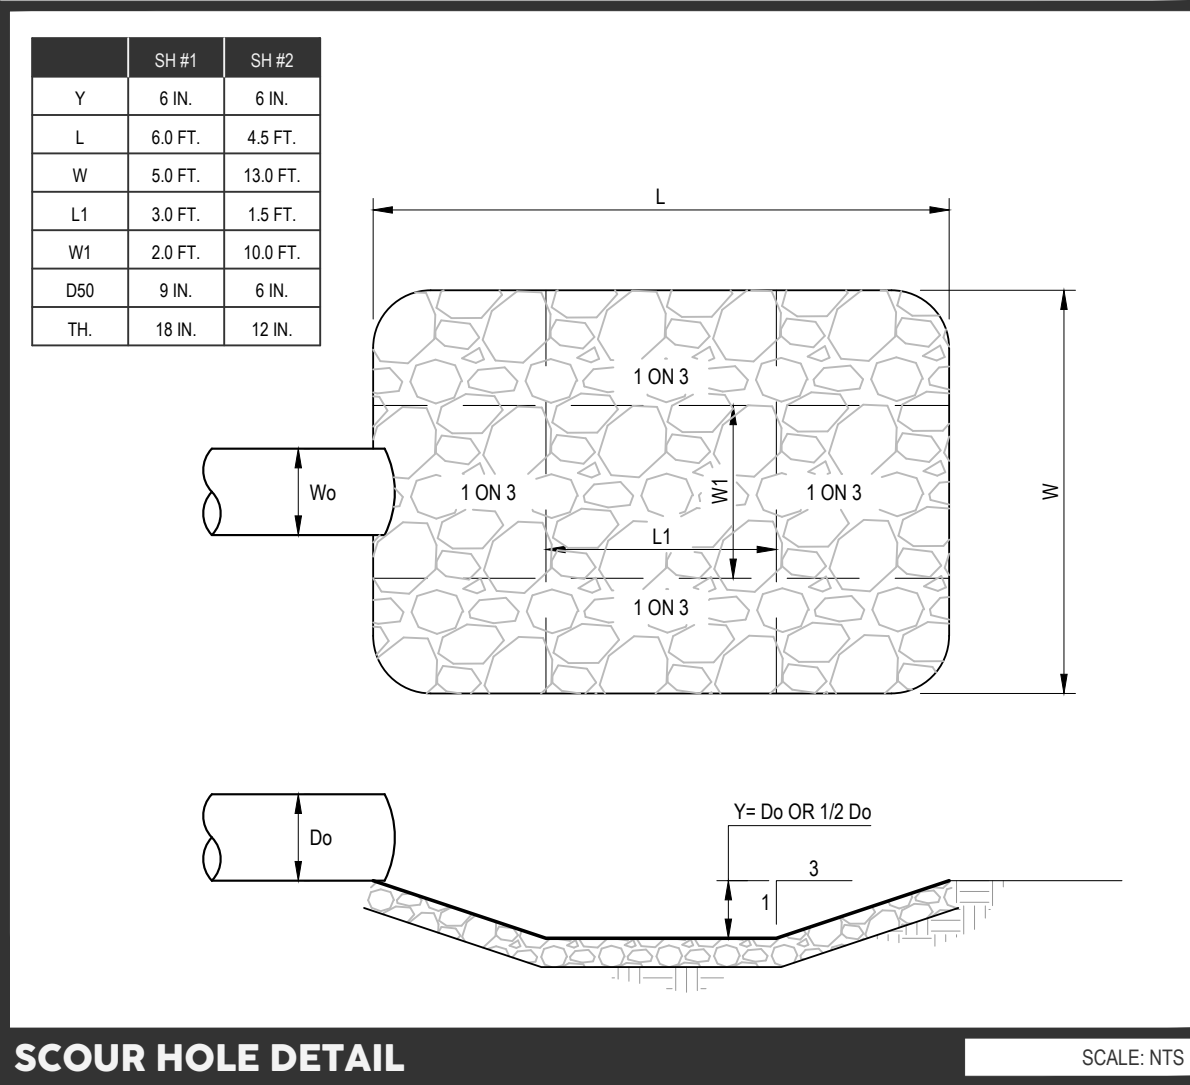 SH #1 SH #2
Y 6 IN. 6 IN.
L 6.0 FT. 4.5 FT.
W 5.0 FT. 13.0 FT.
L1 3.0 FT. 1.5 FT.
W1 2.0 FT. 10.0 FT.
D50 9 IN. 6 IN.
TH. 18 IN. 12 IN.
L
1 ON 3
Wo
1 ON 3
W1
1 ON 3
W
L1
1 ON 3
Y= Do OR 1/2 Do
Do
3
1
SCOUR HOLE DETAIL
SCALE: NTS